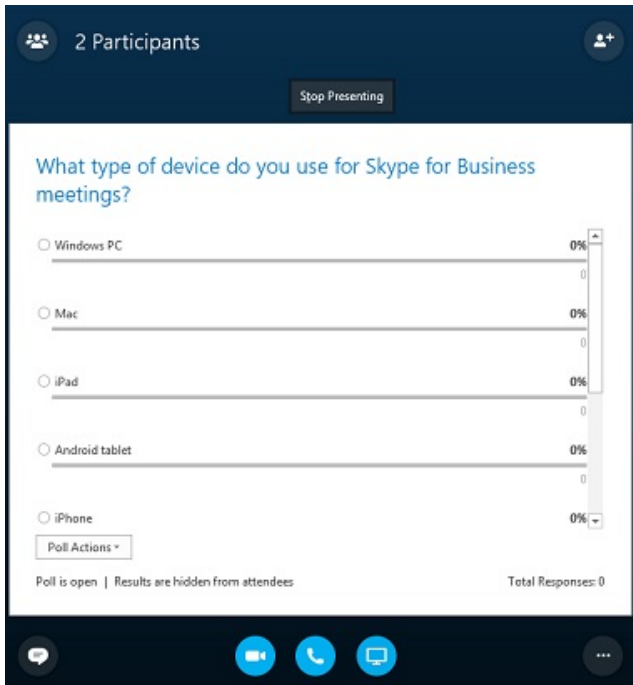 2 Participants
Stop Presenting
What type of device do you use for Skype for Business
meetings?
Windows PC 0%
0
Mac 0%
0
iPad 0%
0
Android tablet 0%
0
iPhone 0%
Poll Actions
Poll is open | Results are hidden from attendees Total Responses: 0